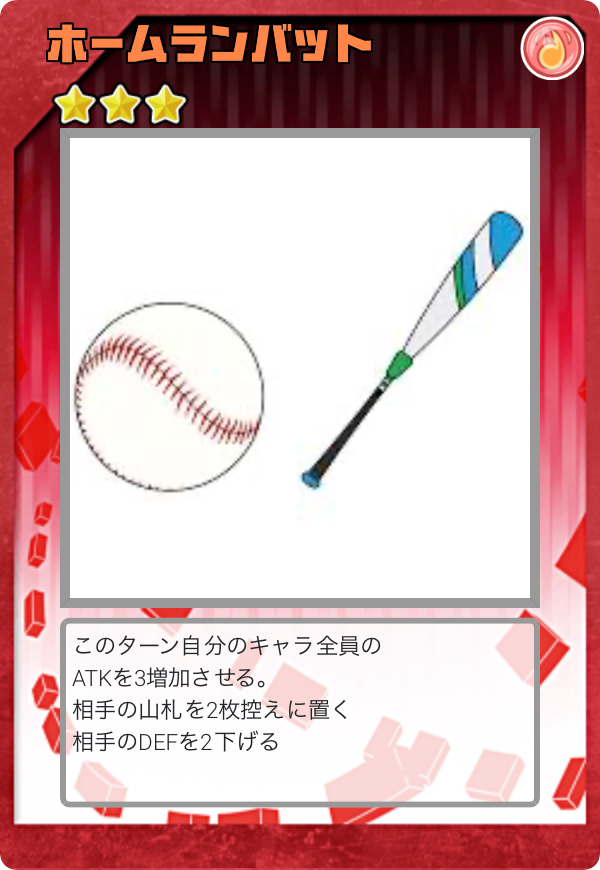 ホームランバット
このターン自分のキャラ全員の
ATKを3増加させる。
相手の山札を2枚控えに置く
相手のDEFを2下げる